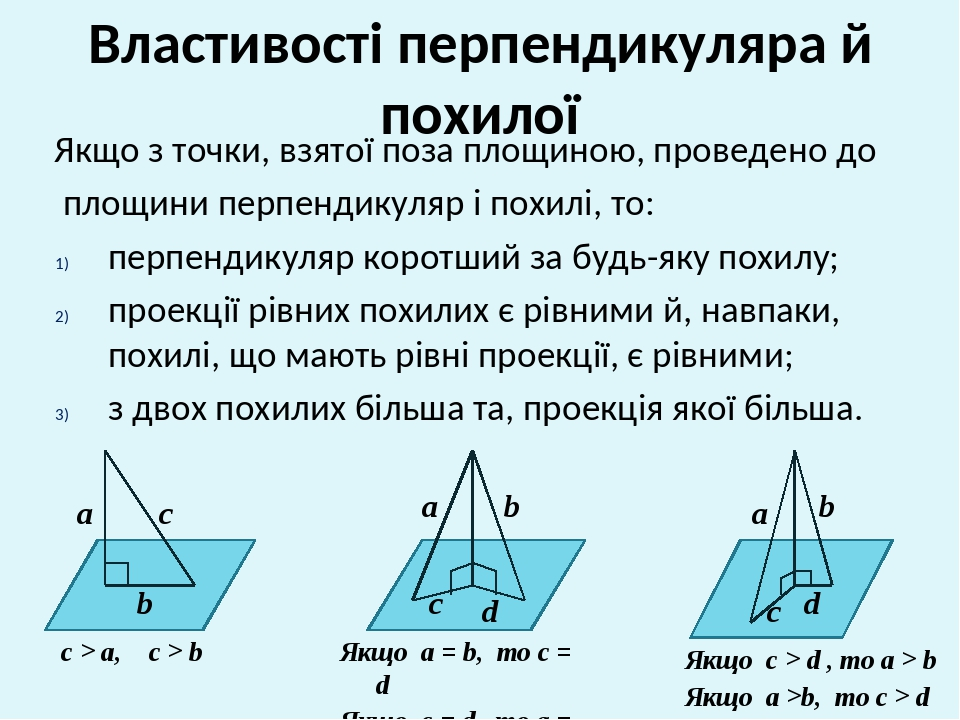 Властивості перпендикуляра й
похилої
Якщо з точки, взятої поза площиною, проведено до
площини перпендикуляр і похилі, то:
1) перпендикуляр коротший за будь-яку похилу;
2) проекції рівних похилих є рівними й, навпаки,
похилі, що мають рівні проекції, є рівними;
3) з двох похилих більша та, проекція якої більша.
a c
b
c > a, c > b
a b
c d
Якщо a = b, то c =
d
Якщо c = d, то a =
a b
c d
Якщо c > d , то a > b
Якщо a >b, то c > d